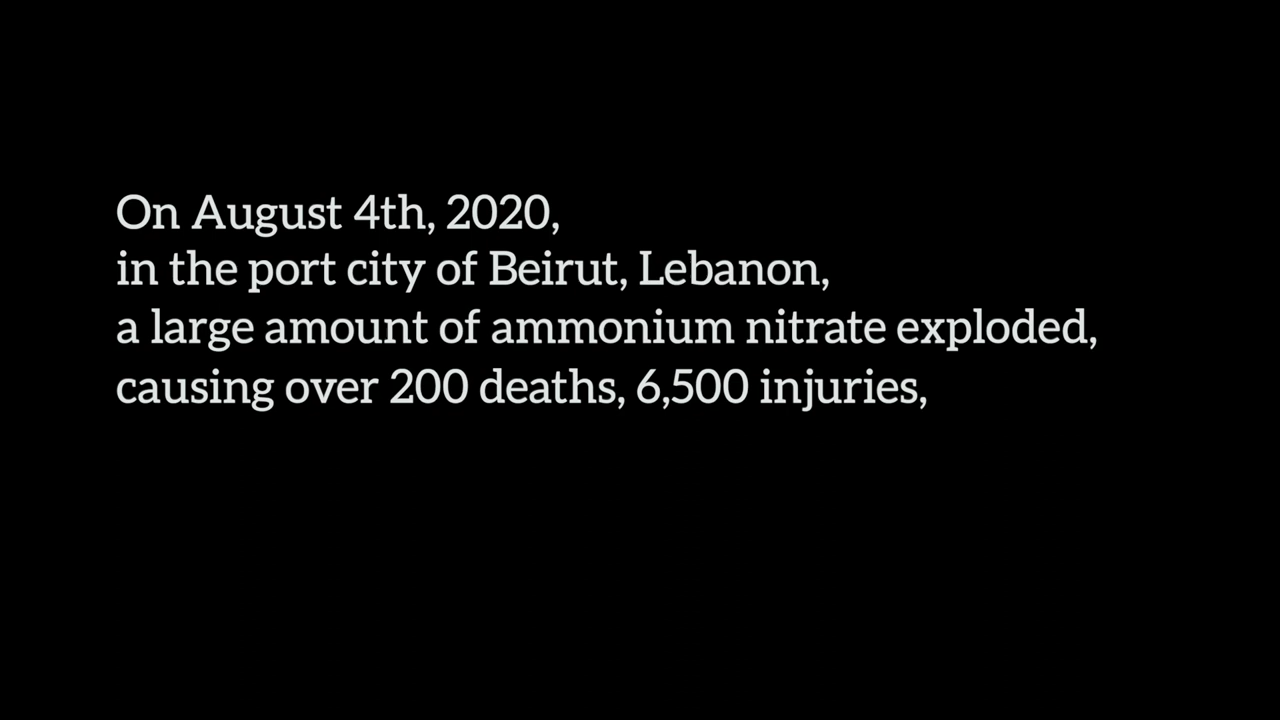 On August 4th, 2020,
in the port city of Beirut, Lebanon,
a large amount of ammonium nitrate exploded,
causing over 200 deaths, 6,500 injuries,